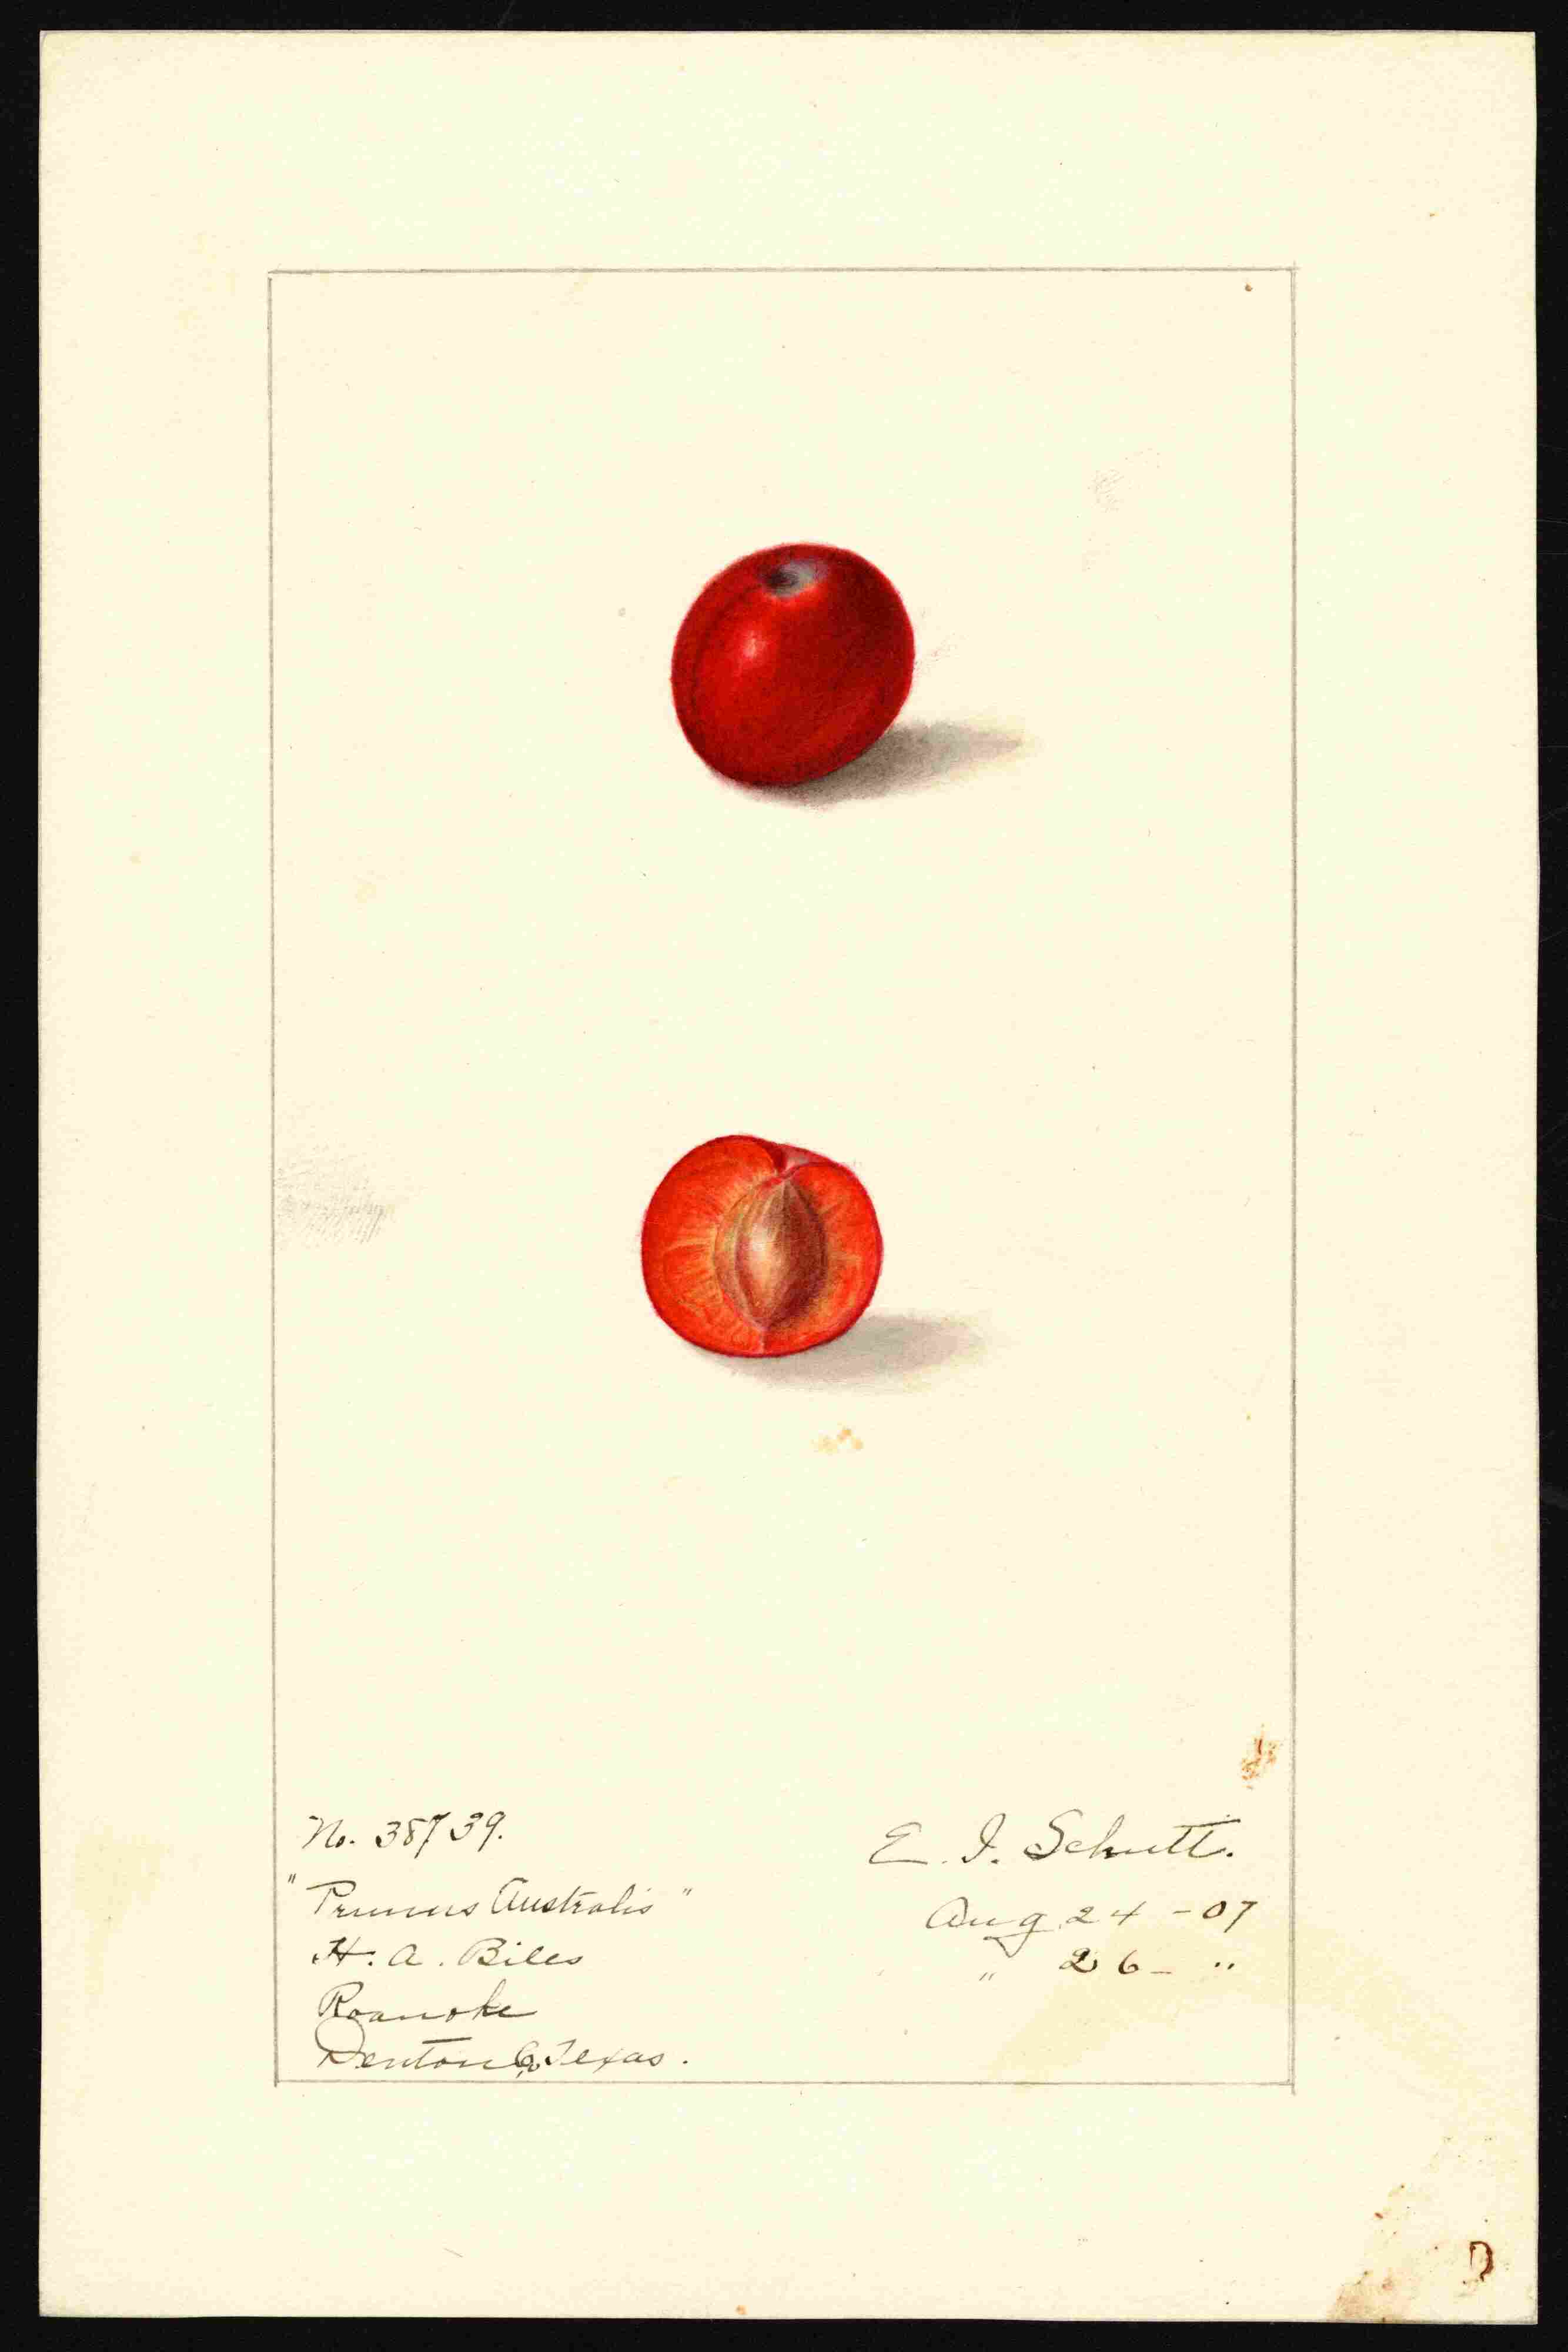 No. 38739.
"Prunus Australis"
H. A. Biles
Roanoke
Denton Co, Texas.
E. I. Schutt.
Aug 24 - 07
" 26 - "
D